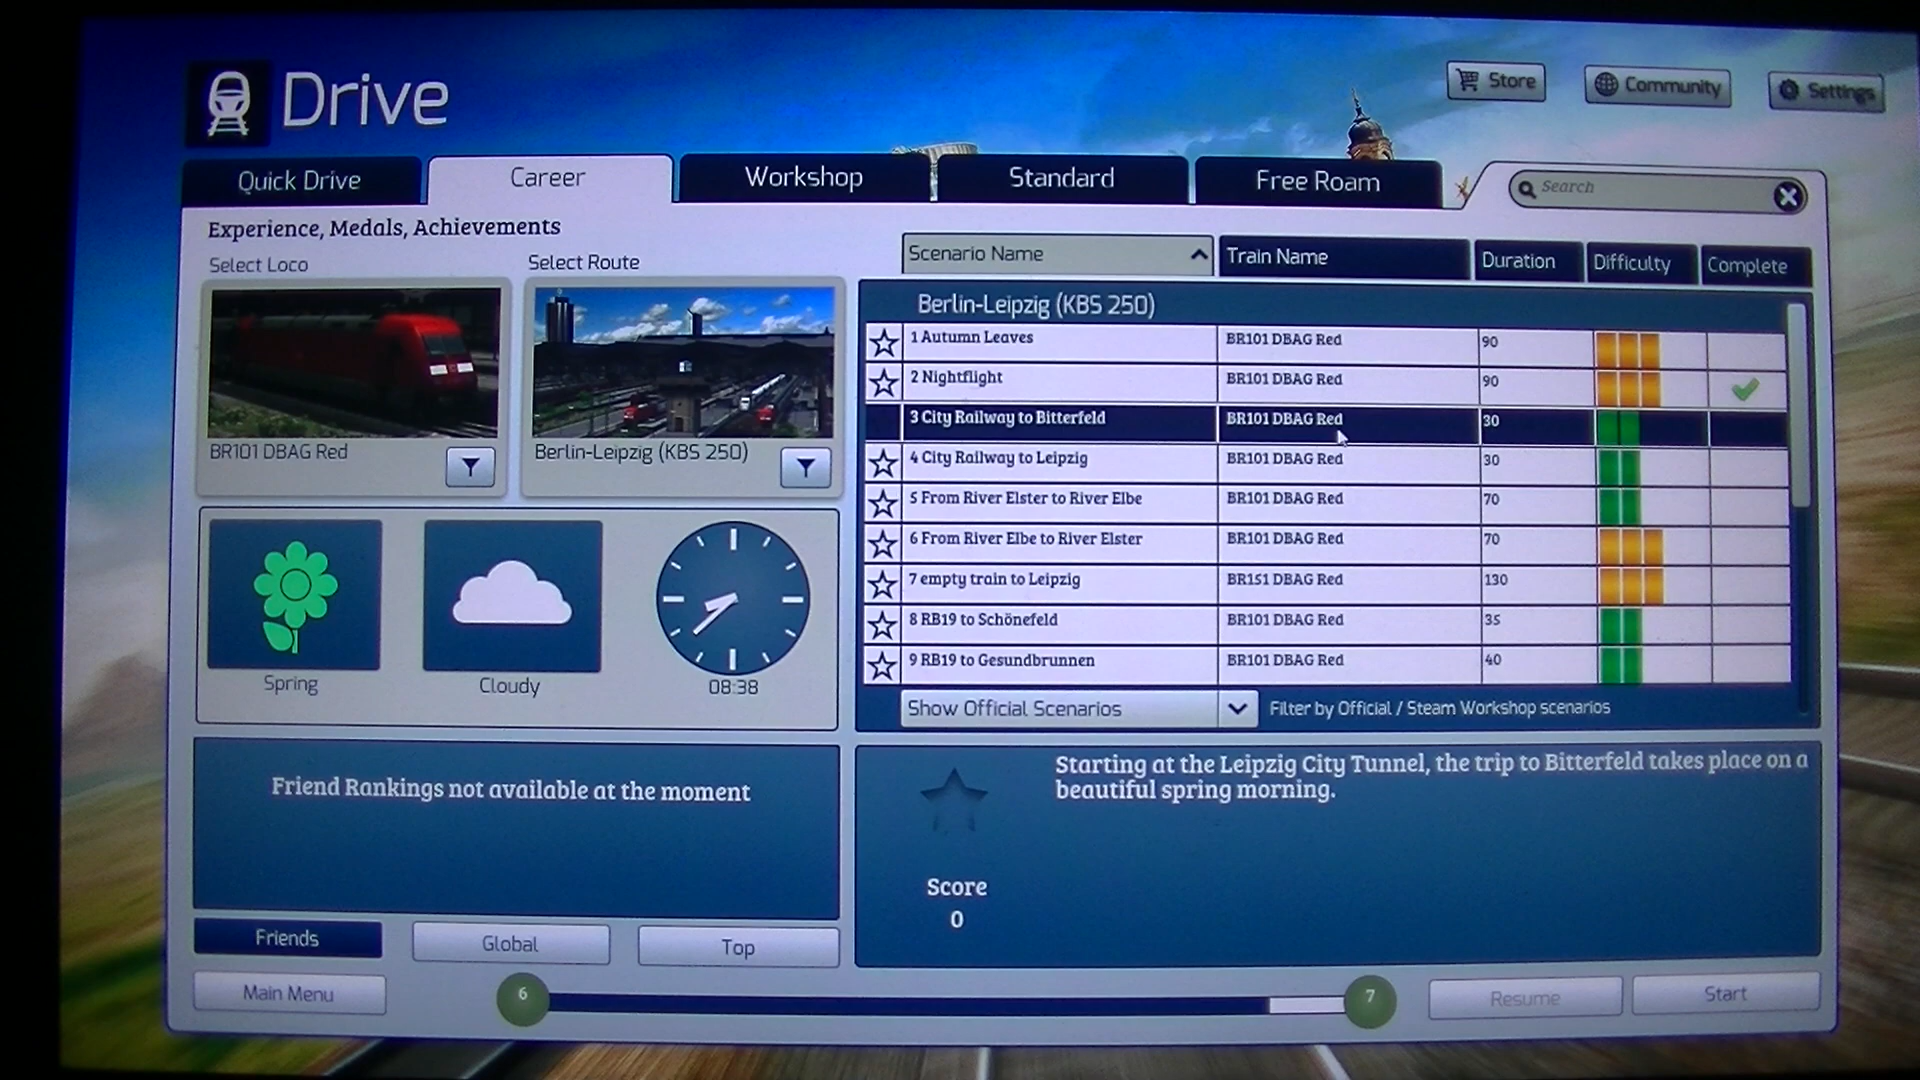 Drive
Store
Community
Settings
Quick Drive
Career
Workshop
Standard
Free Roam
Search
Experience, Medals, Achievements
Select Loco
Select Route
BR101 DBAG Red
Berlin-Leipzig (KBS 250)
Spring
Cloudy
08:38
Scenario Name
Train Name
Duration
Difficulty
Complete
Berlin-Leipzig (KBS 250)
1 Autumn Leaves BR101 DBAG Red 90
2 Nightflight BR101 DBAG Red 90
3 City Railway to Bitterfeld BR101 DBAG Red 30
4 City Railway to Leipzig BR101 DBAG Red 30
5 From River Elster to River Elbe BR101 DBAG Red 70
6 From River Elbe to River Elster BR101 DBAG Red 70
7 empty train to Leipzig BR151 DBAG Red 130
8 RB19 to Schönefeld BR101 DBAG Red 35
9 RB19 to Gesundbrunnen BR101 DBAG Red 40
Show Official Scenarios
Filter by Official / Steam Workshop scenarios
Friend Rankings not available at the moment
Starting at the Leipzig City Tunnel, the trip to Bitterfeld takes place on a
beautiful spring morning.
Score
0
Friends
Global
Top
Main Menu
6
7
Resume
Start